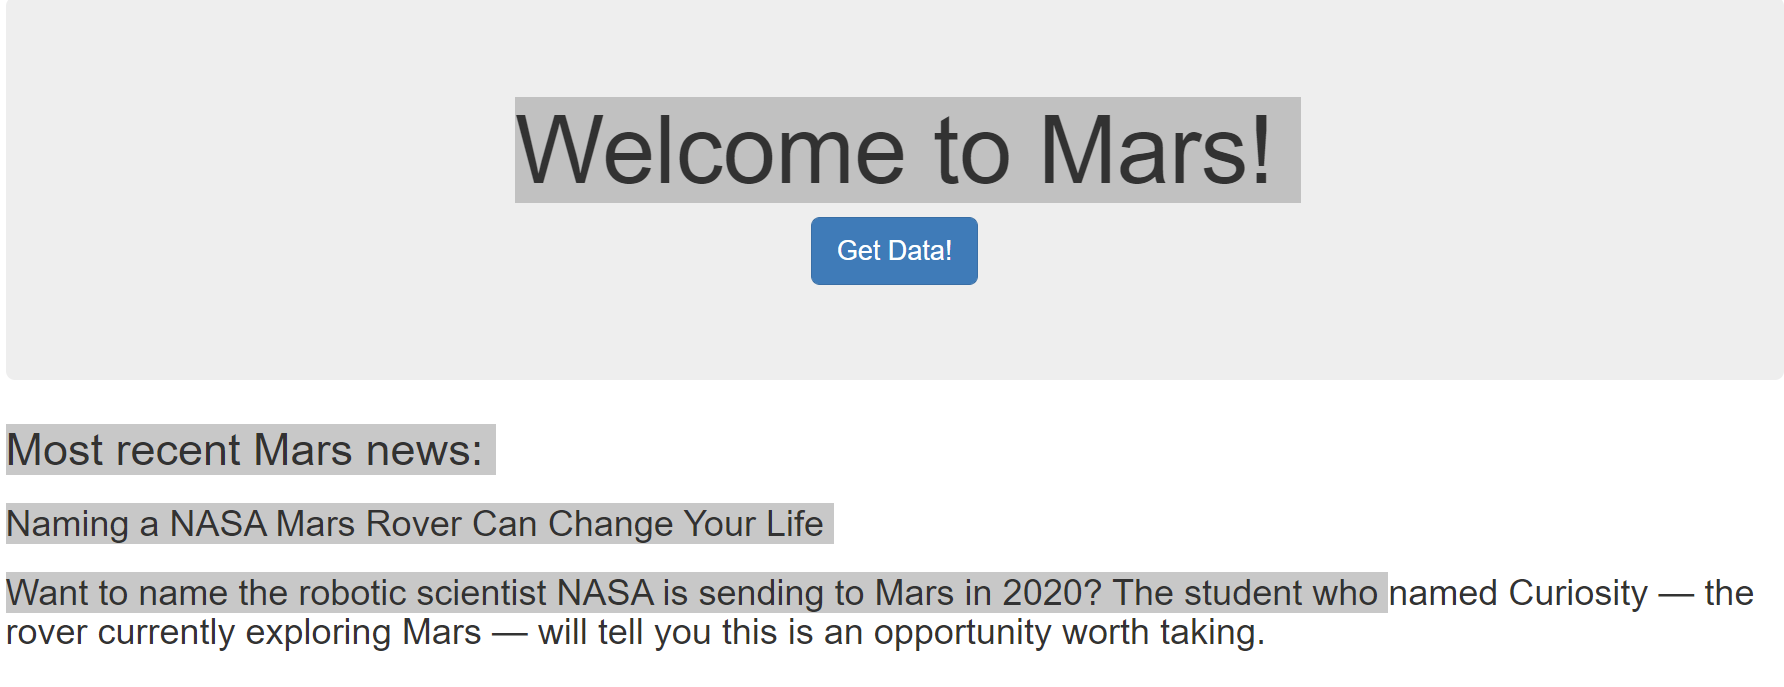 Welcome to Mars!
Get Data!
Most recent Mars news:
Naming a NASA Mars Rover Can Change Your Life
Want to name the robotic scientist NASA is sending to Mars in 2020? The student who named Curiosity — the
rover currently exploring Mars — will tell you this is an opportunity worth taking.